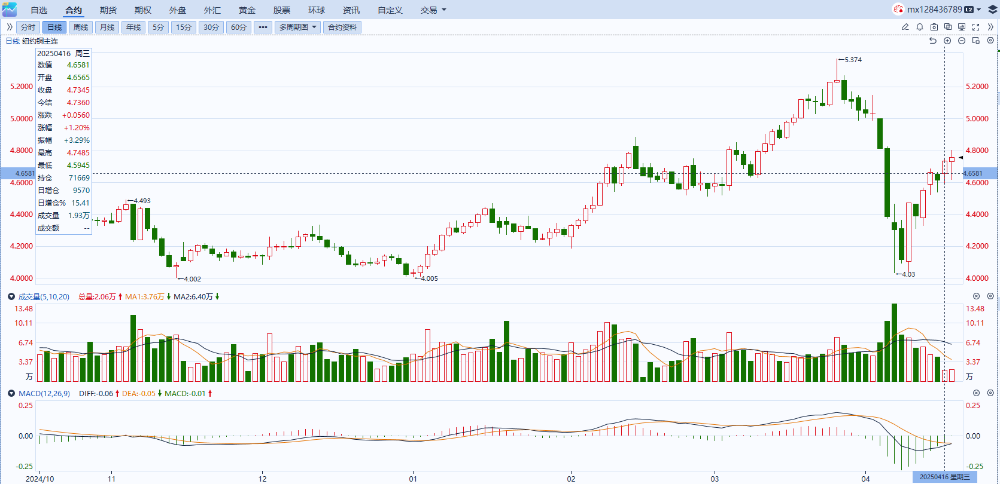 自选 合约 期货 期权 外盘 外汇 黄金 股票 环球 资讯 自定义 交易 mx128436789 L2
分时 日线 周线 月线 年线 5分 15分 30分 60分 ••• 多周期图 合约资料
日线 纽约铜主连
20250416 周三
数值 4.6581
开盘 4.6565
收盘 4.7345
今结 4.7360
涨跌 +0.0560
涨幅 +1.20%
振幅 +3.29%
最高 4.7485
最低 4.5945
持仓 71669
日增仓 9570
日增仓% 15.41
成交量 1.93万
成交额 --
5.2000
5.0000
4.8000
4.6581
4.6000
4.4000
4.2000
4.0000
←5.374
←4.493
←4.002
←4.005
←4.03
5.2000
5.0000
4.8000
4.6581
4.6000
4.4000
4.2000
4.0000
成交量(5,10,20) 总量:2.06万 MA1:3.76万 MA2:6.40万
13.48
10.11
6.74
3.37
万
13.48
10.11
6.74
3.37
万
MACD(12,26,9) DIFF:-0.06 DEA:-0.05 MACD:-0.01
0.25
0.00
-0.25
0.25
0.00
-0.25
2024/10 11 12 01 02 03 04 20250416 星期三